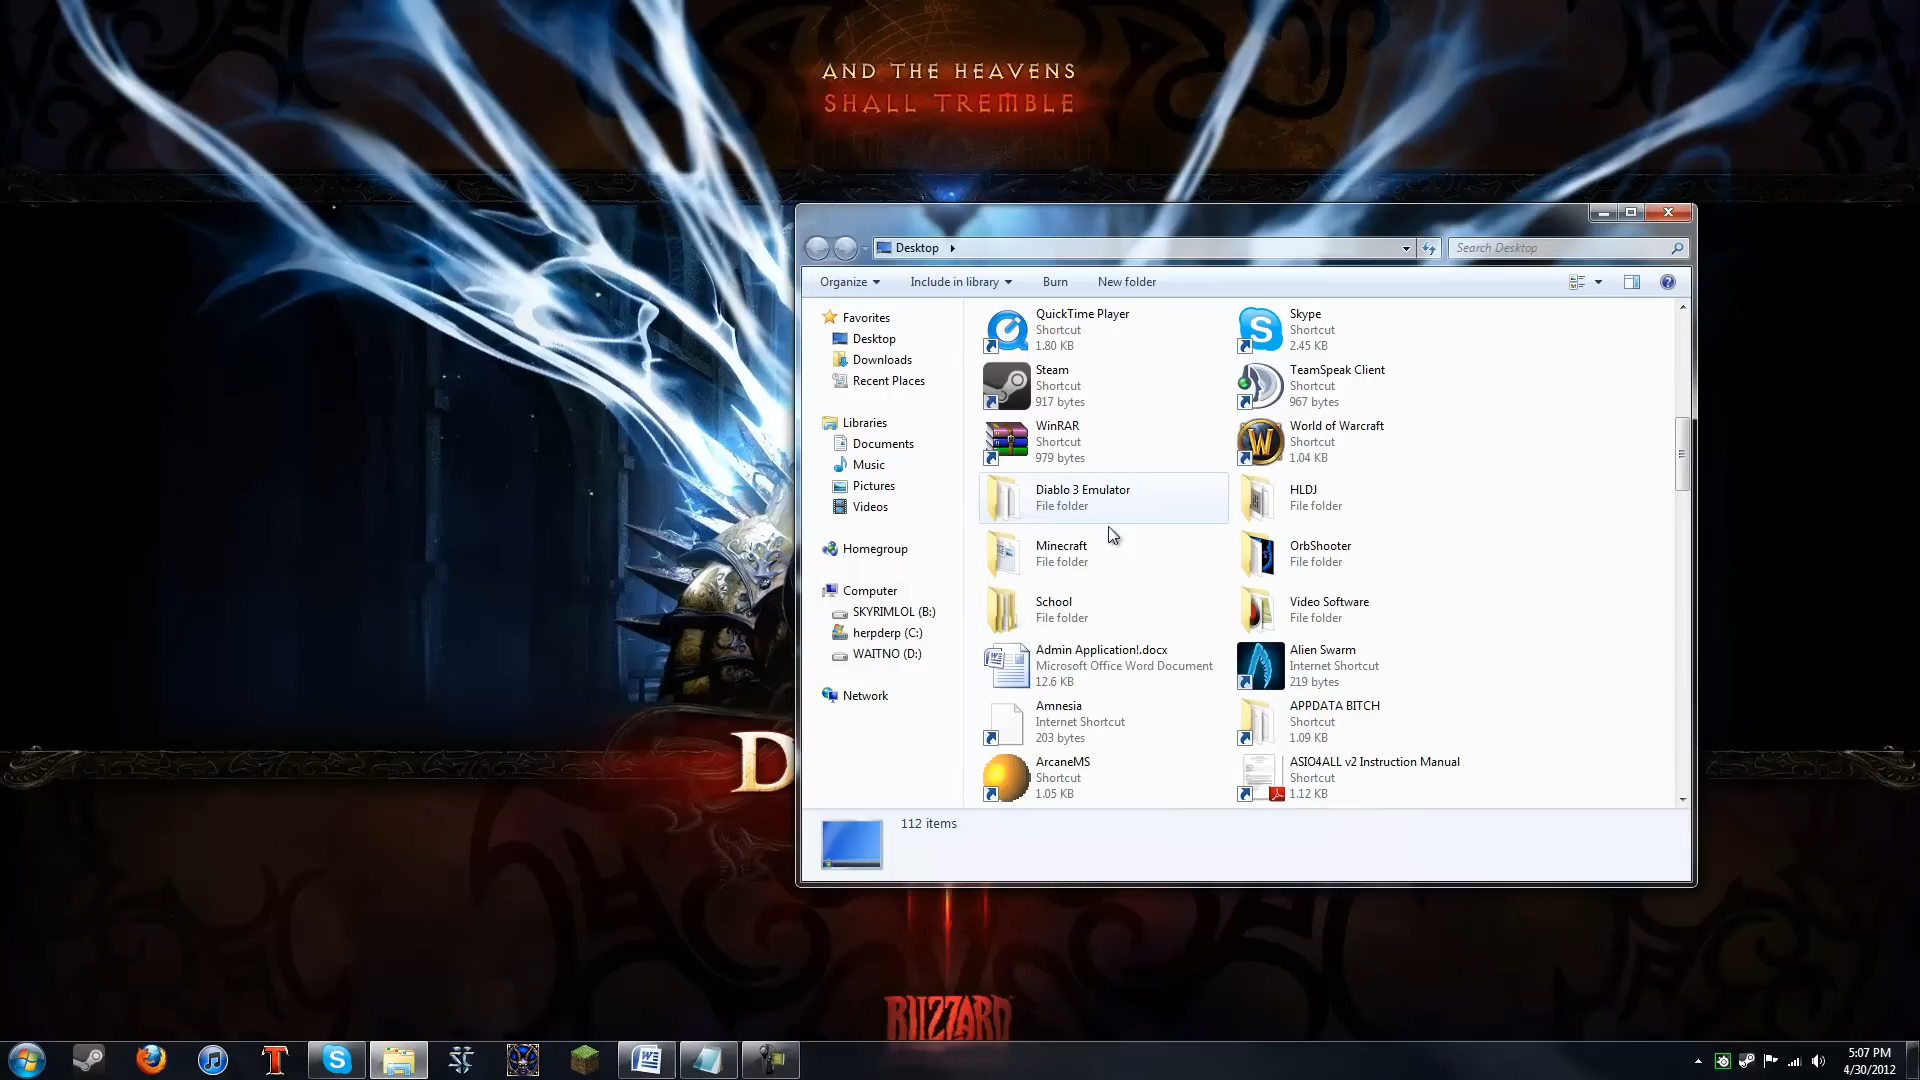 AND THE HEAVENS
SHALL TREMBLE
Desktop
Search Desktop
Organize
Include in library
Burn
New folder
Favorites
Desktop
Downloads
Recent Places
Libraries
Documents
Music
Pictures
Videos
Homegroup
Computer
SKYRIMLOL (B:)
herpderp (C:)
WAITNO (D:)
Network
QuickTime Player
Shortcut
1.80 KB
Skype
Shortcut
2.45 KB
Steam
Shortcut
917 bytes
TeamSpeak Client
Shortcut
967 bytes
WinRAR
Shortcut
979 bytes
World of Warcraft
Shortcut
1.04 KB
Diablo 3 Emulator
File folder
HLDJ
File folder
Minecraft
File folder
OrbShooter
File folder
School
File folder
Video Software
File folder
Admin Application!.docx
Microsoft Office Word Document
12.6 KB
Alien Swarm
Internet Shortcut
219 bytes
Amnesia
Internet Shortcut
203 bytes
APPDATA BITCH
Shortcut
1.09 KB
ArcaneMS
Shortcut
1.05 KB
ASIO4ALL v2 Instruction Manual
Shortcut
1.12 KB
112 items
D
BLIZZARD
5:07 PM
4/30/2012